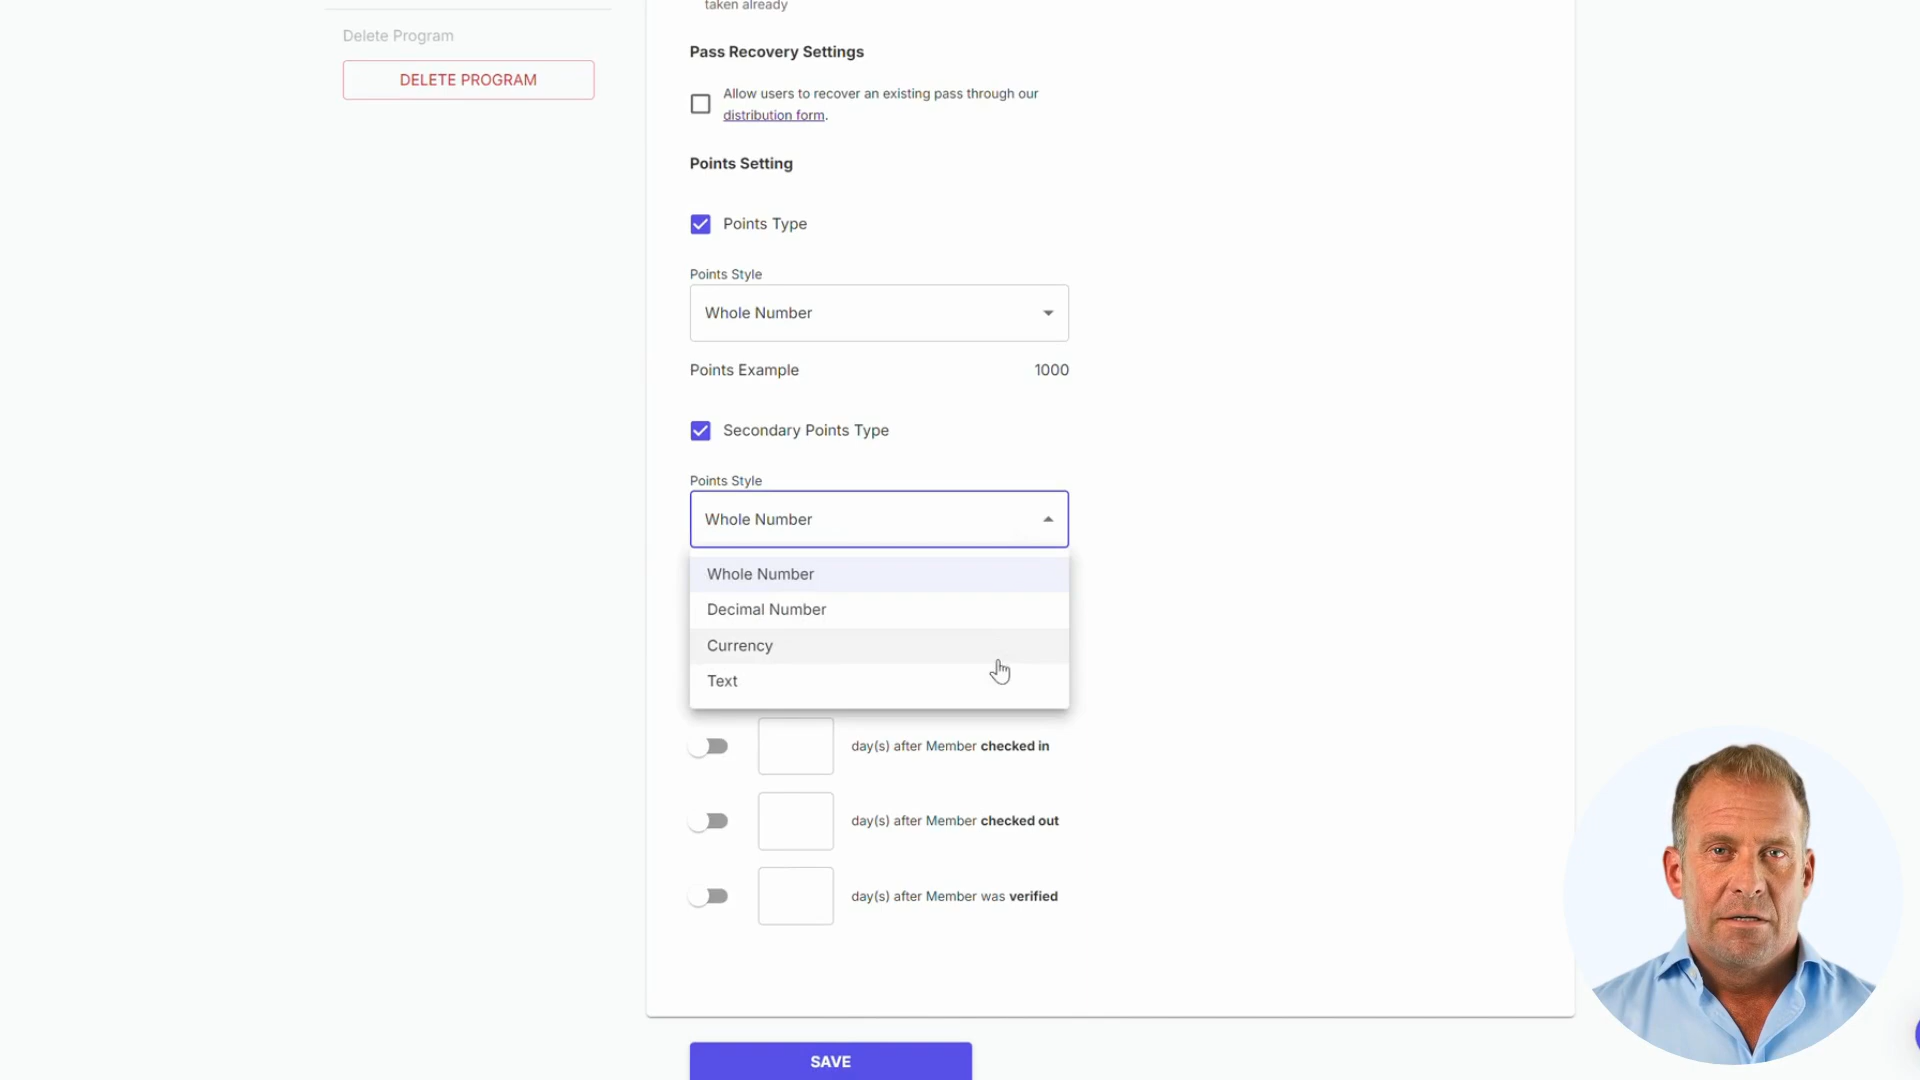 taken already
Delete Program
DELETE PROGRAM
Pass Recovery Settings
Allow users to recover an existing pass through our
distribution form.
Points Setting
Points Type
Points Style
Whole Number
Points Example 1000
Secondary Points Type
Points Style
Whole Number
Whole Number
Decimal Number
Currency
Text
day(s) after Member checked in
day(s) after Member checked out
day(s) after Member was verified
SAVE